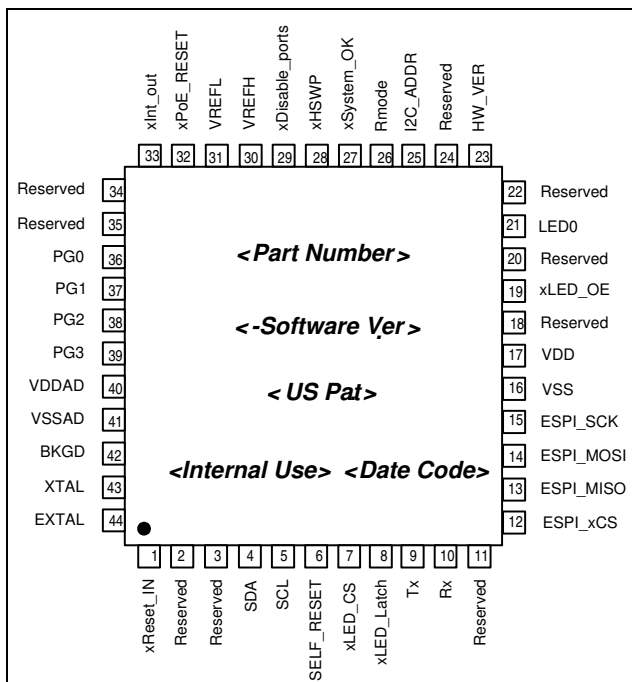 xInt_out
xPoE_RESET
VREFL
VREFH
xDisable_ports
xHSWP
xSystem_OK
Rmode
I2C_ADDR
Reserved
HW_VER
33 32 31 30 29 28 27 26 25 24 23
Reserved 34
Reserved 35
PG0 36
PG1 37
PG2 38
PG3 39
VDDAD 40
VSSAD 41
BKGD 42
XTAL 43
EXTAL 44
<Part Number>
<-Software Ver>
<US Pat>
<Internal Use> <Date Code>
22 Reserved
21 LED0
20 Reserved
19 xLED_OE
18 Reserved
17 VDD
16 VSS
15 ESPI_SCK
14 ESPI_MOSI
13 ESPI_MISO
12 ESPI_xCS
1 2 3 4 5 6 7 8 9 10 11
xReset_IN
Reserved
Reserved
SDA
SCL
SELF_RESET
xLED_CS
xLED_Latch
Tx
Rx
Reserved